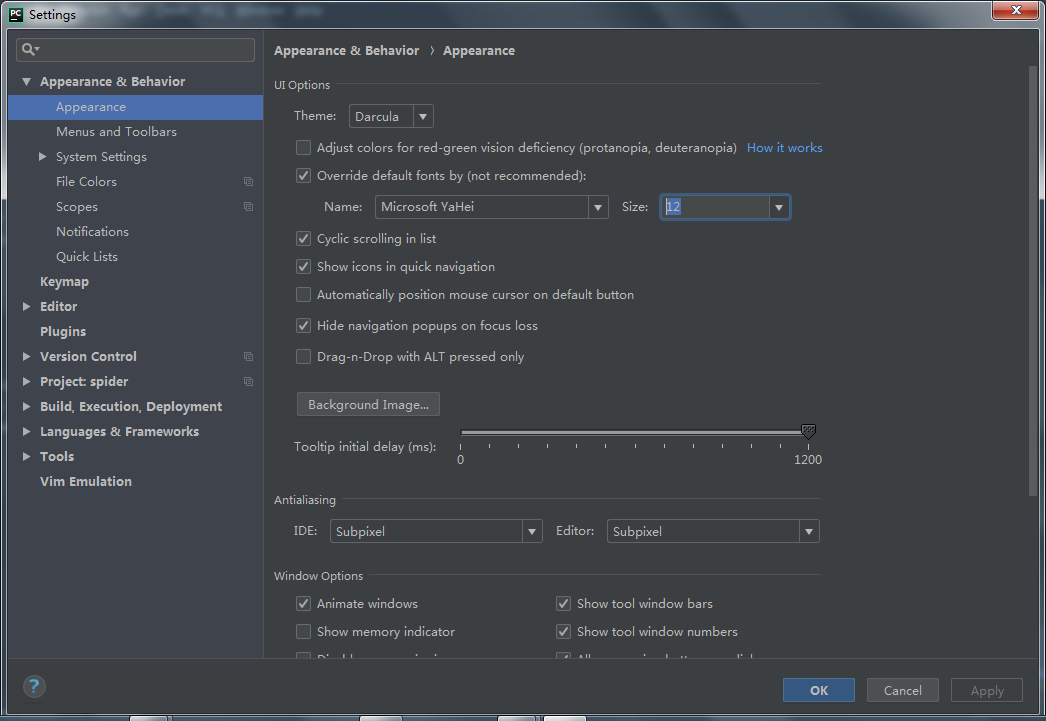 PC Settings
Appearance & Behavior › Appearance
Appearance & Behavior
Appearance
Menus and Toolbars
System Settings
File Colors
Scopes
Notifications
Quick Lists
Keymap
Editor
Plugins
Version Control
Project: spider
Build, Execution, Deployment
Languages & Frameworks
Tools
Vim Emulation
UI Options
Theme: Darcula
Adjust colors for red-green vision deficiency (protanopia, deuteranopia) How it works
Override default fonts by (not recommended):
Name: Microsoft YaHei Size: 12
Cyclic scrolling in list
Show icons in quick navigation
Automatically position mouse cursor on default button
Hide navigation popups on focus loss
Drag-n-Drop with ALT pressed only
Background Image...
Tooltip initial delay (ms):
0 1200
Antialiasing
IDE: Subpixel Editor: Subpixel
Window Options
Animate windows Show tool window bars
Show memory indicator Show tool window numbers
? OK Cancel Apply